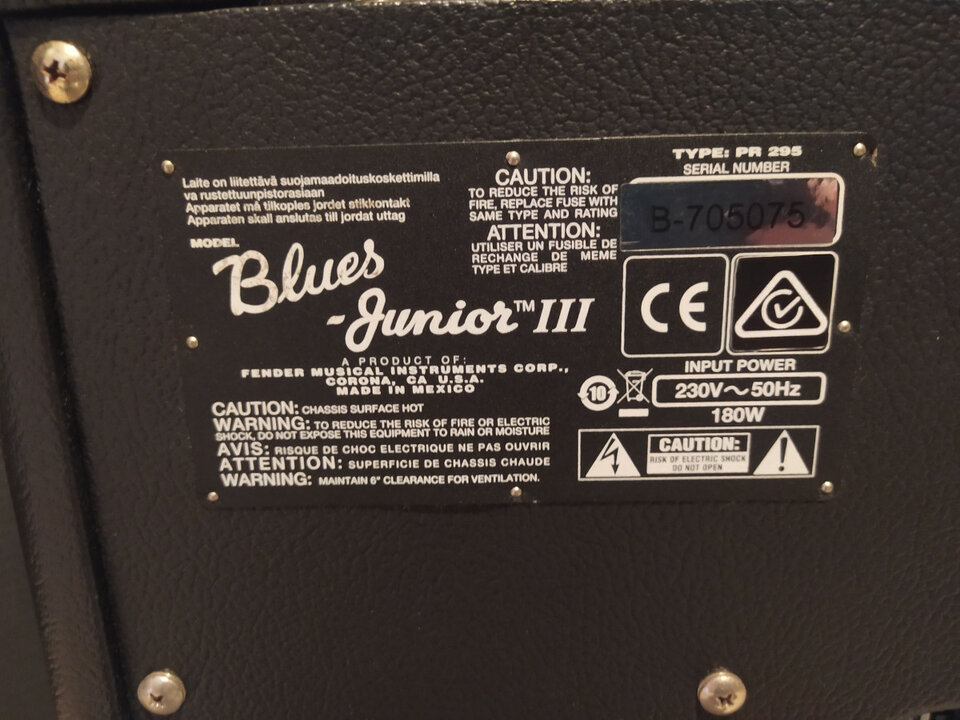 Laite on liitettävä suojamaadoituskoskettimilla
va rustettuunpistorasiaan
Apparatet må tilkoples jordet stikkontakt
Apparaten skall anslutas till jordat uttag
MODEL
Blues
-Junior™ III
A PRODUCT OF:
FENDER MUSICAL INSTRUMENTS CORP.,
CORONA, CA U.S.A.
MADE IN MEXICO
CAUTION: CHASSIS SURFACE HOT
WARNING: TO REDUCE THE RISK OF FIRE OR ELECTRIC
SHOCK, DO NOT EXPOSE THIS EQUIPMENT TO RAIN OR MOISTURE
AVIS: RISQUE DE CHOC ELECTRIQUE NE PAS OUVRIR
ATTENTION: SUPERFICIE DE CHASSIS CHAUDE
WARNING: MAINTAIN 6" CLEARANCE FOR VENTILATION.
CAUTION:
TO REDUCE THE RISK OF
FIRE, REPLACE FUSE WITH
SAME TYPE AND RATING
ATTENTION:
UTILISER UN FUSIBLE DE
RECHANGE DE MEME
TYPE ET CALIBRE
TYPE: PR 295
SERIAL NUMBER
B-705075
CE
INPUT POWER
10
230V~50Hz
180W
CAUTION:
RISK OF ELECTRIC SHOCK
DO NOT OPEN